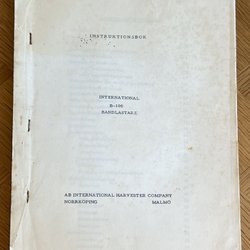 INSTRUKTIONSBOK
INTERNATIONAL
B-100
BANDLASTARE
AB INTERNATIONAL HARVESTER COMPANY
NORRKÖPING MALMÖ